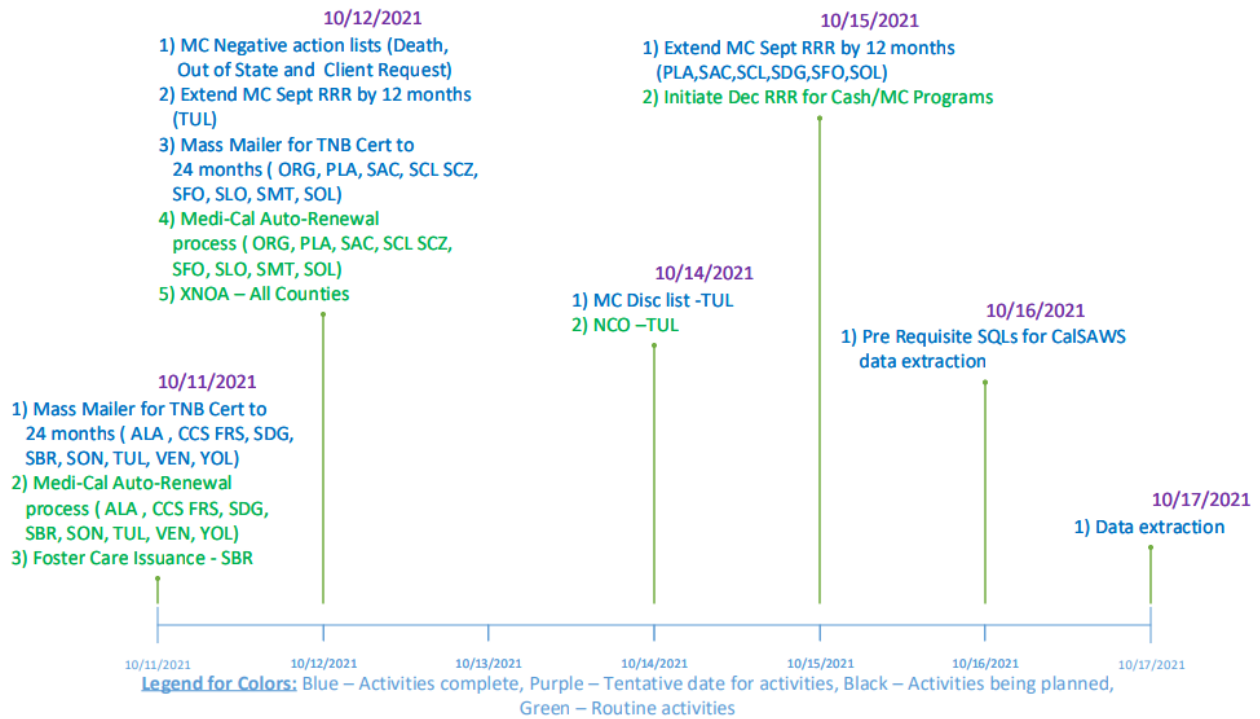 10/12/2021
1) MC Negative action lists (Death,
Out of State and Client Request)
2) Extend MC Sept RRR by 12 months
(TUL)
3) Mass Mailer for TNB Cert to
24 months ( ORG, PLA, SAC, SCL SCZ,
SFO, SLO, SMT, SOL)
4) Medi-Cal Auto-Renewal
process ( ORG, PLA, SAC, SCL SCZ,
SFO, SLO, SMT, SOL)
5) XNOA – All Counties
10/15/2021
1) Extend MC Sept RRR by 12 months
(PLA,SAC,SCL,SDG,SFO,SOL)
2) Initiate Dec RRR for Cash/MC Programs
10/14/2021
1) MC Disc list -TUL
2) NCO –TUL
10/16/2021
1) Pre Requisite SQLs for CalSAWS
data extraction
10/11/2021
1) Mass Mailer for TNB Cert to
24 months ( ALA , CCS FRS, SDG,
SBR, SON, TUL, VEN, YOL)
2) Medi-Cal Auto-Renewal
process ( ALA , CCS FRS, SDG,
SBR, SON, TUL, VEN, YOL)
3) Foster Care Issuance - SBR
10/17/2021
1) Data extraction
10/11/2021 10/12/2021 10/13/2021 10/14/2021 10/15/2021 10/16/2021 10/17/2021
Legend for Colors: Blue – Activities complete, Purple – Tentative date for activities, Black – Activities being planned,
Green – Routine activities